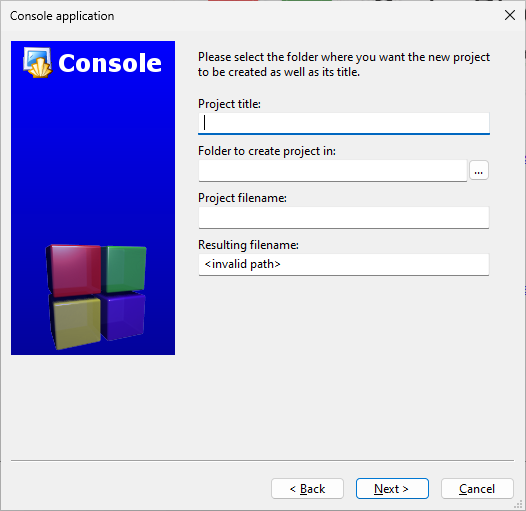 Console application
Console
Please select the folder where you want the new project
to be created as well as its title.
Project title:
Folder to create project in:
...
Project filename:
Resulting filename:
<invalid path>
< Back
Next >
Cancel